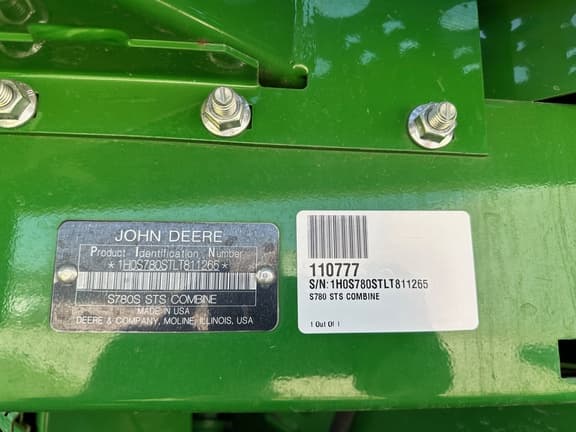 JOHN DEERE
Product Identification Number
*1H0S780STLT811265*
S780S STS COMBINE
MADE IN USA
DEERE & COMPANY, MOLINE, ILLINOIS, USA
110777
S/N: 1H0S780STLT811265
S780 STS COMBINE
1 Out Of 1